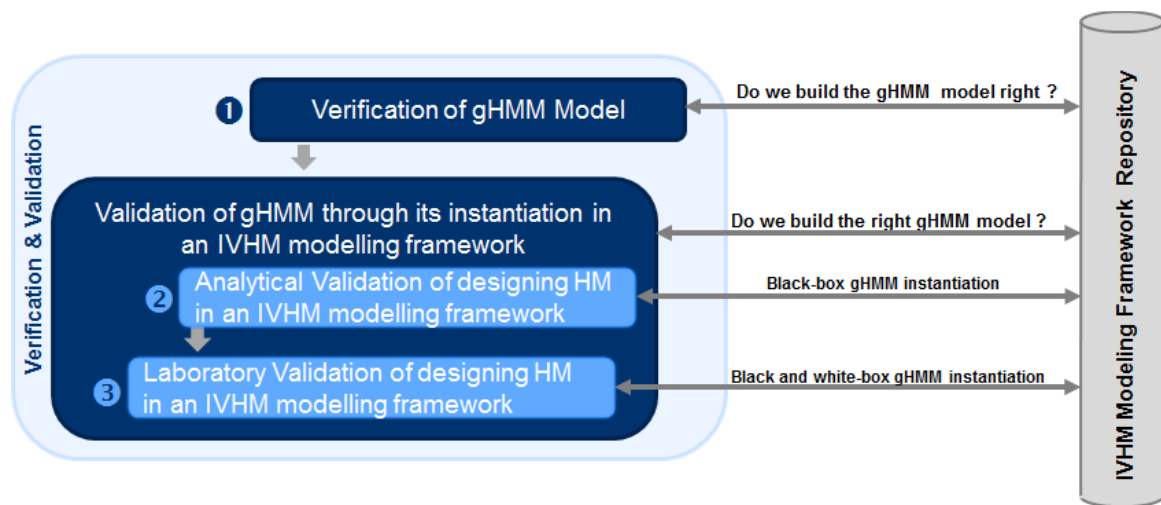 Verification & Validation
❶
Verification of gHMM Model
Do we build the gHMM model right ?
Validation of gHMM through its instantiation in
an IVHM modelling framework
Do we build the right gHMM model ?
❷
Analytical Validation of designing HM
in an IVHM modelling framework
Black-box gHMM instantiation
❸
Laboratory Validation of designing HM
in an IVHM modelling framework
Black and white-box gHMM instantiation
IVHM Modeling Framework Repository